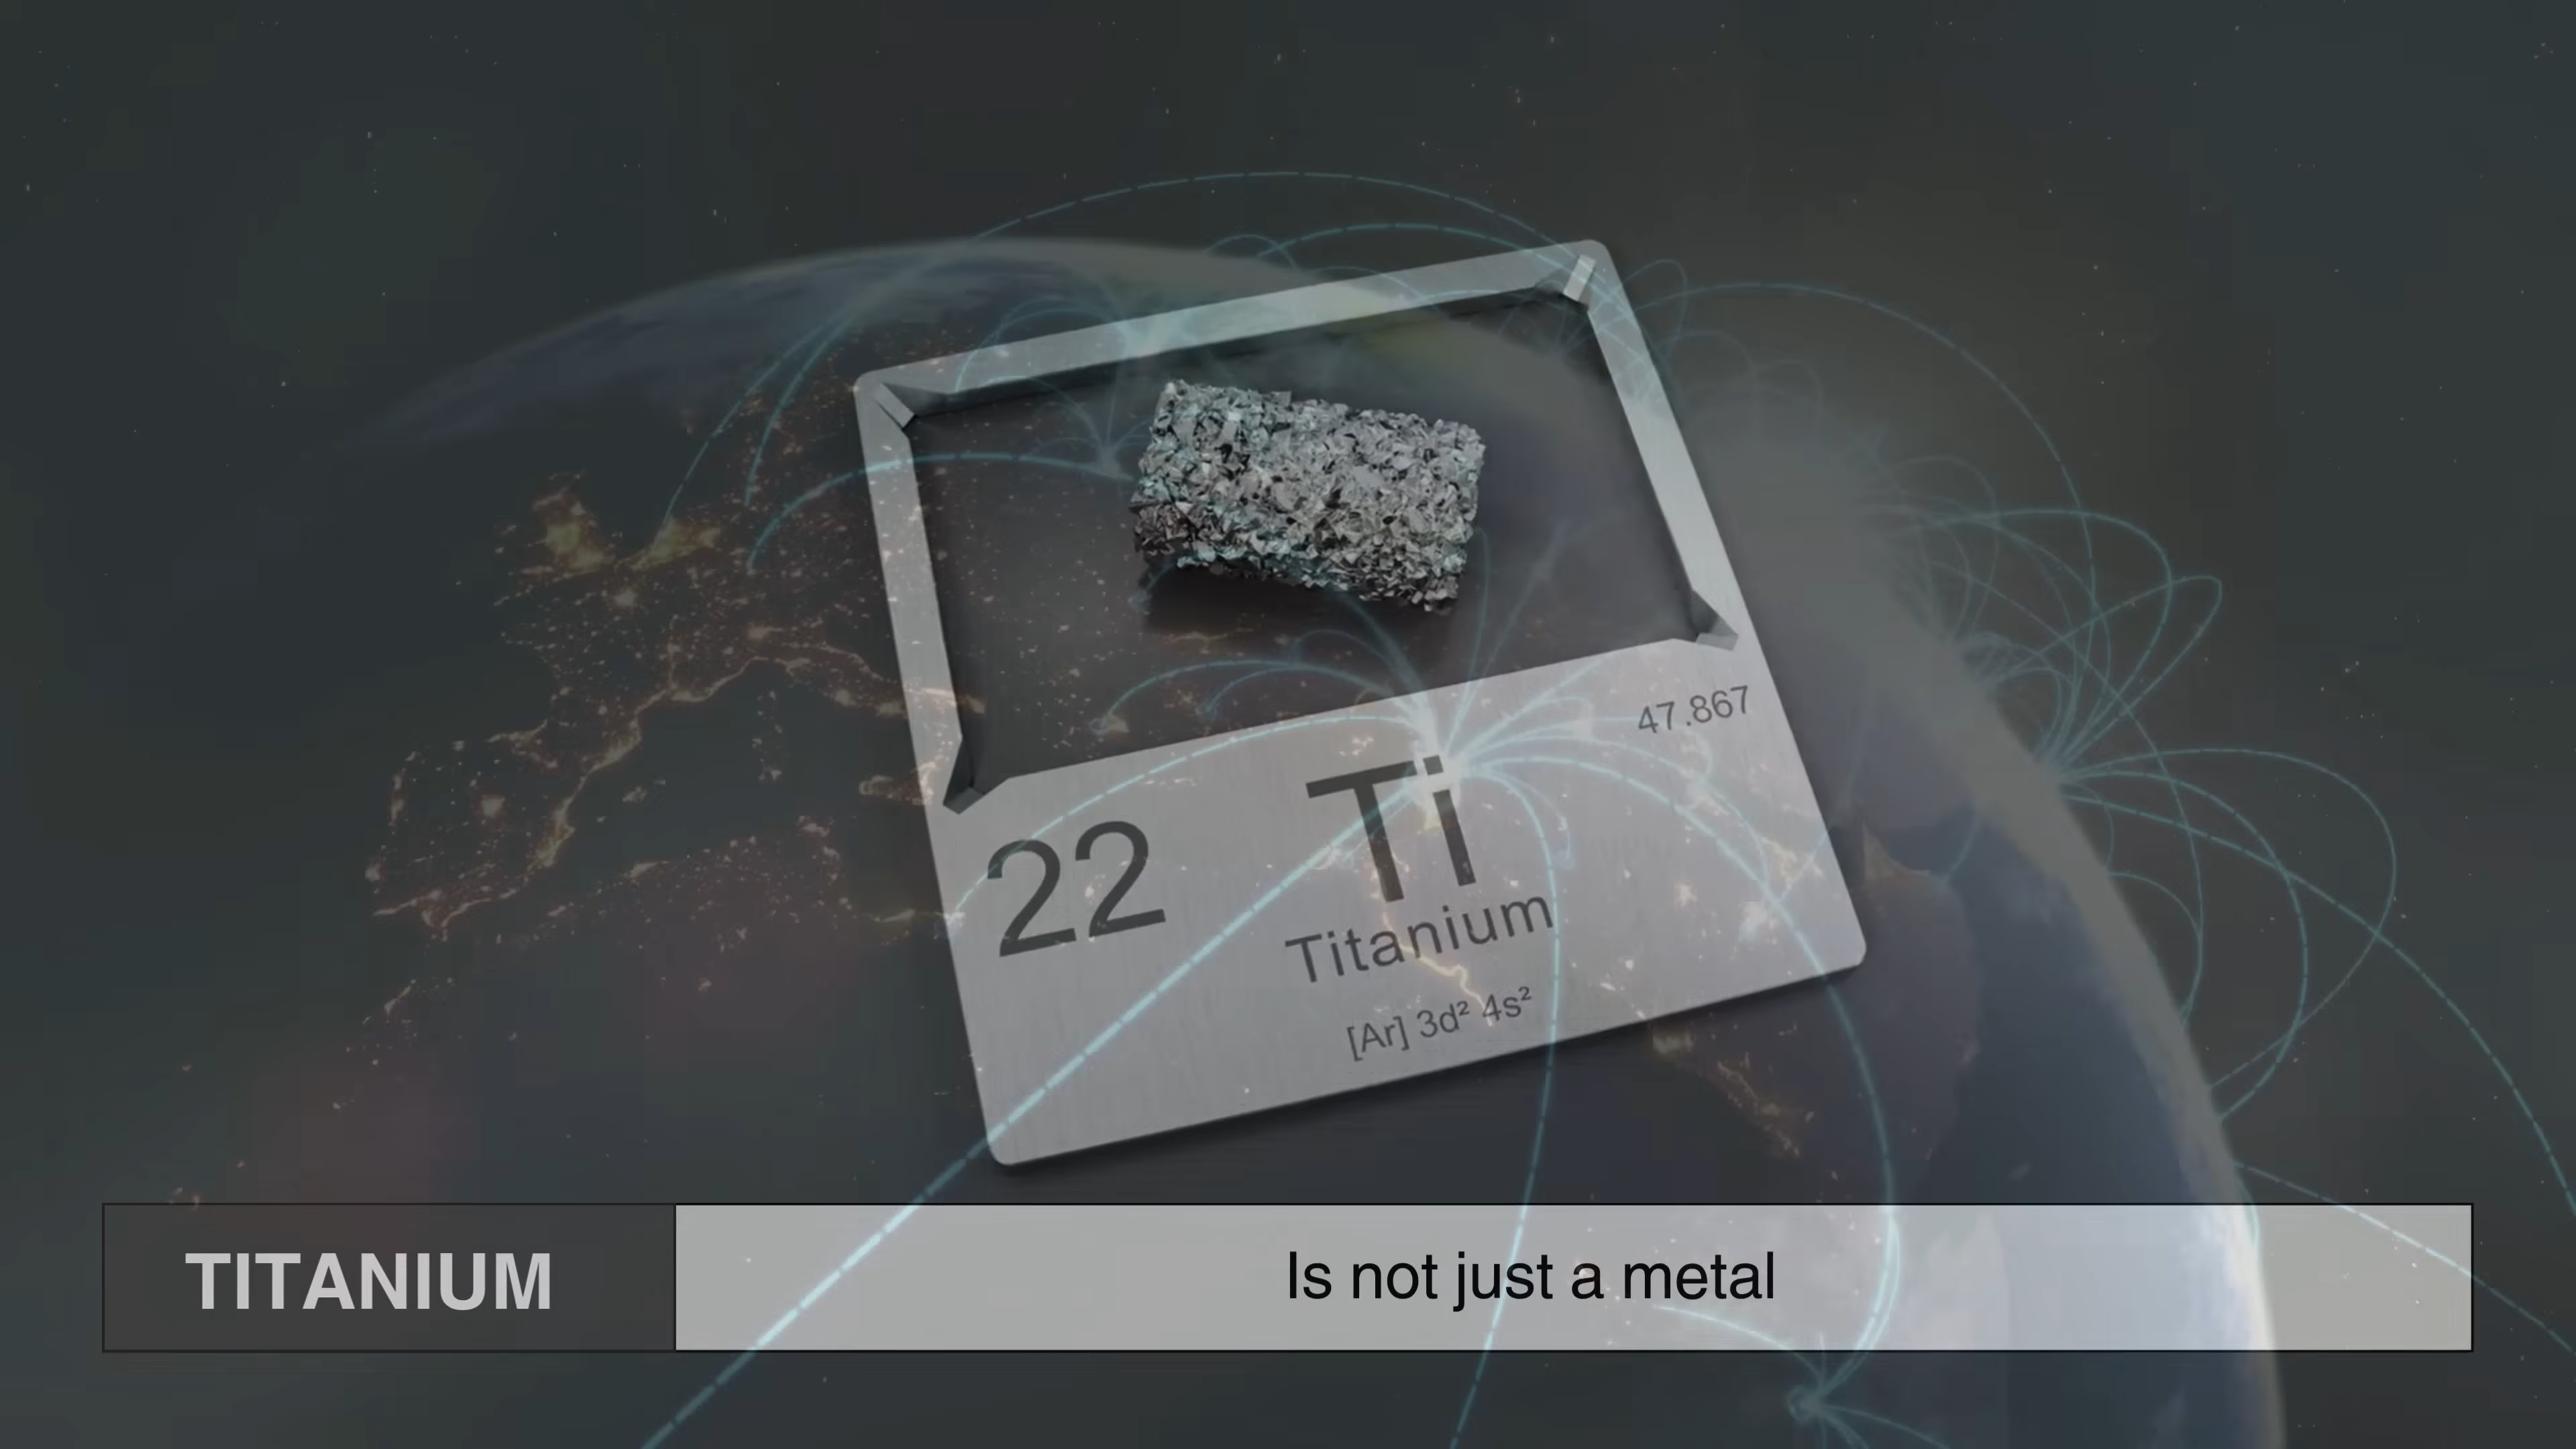 47.867
22
Ti
Titanium
[Ar] 3d² 4s²
TITANIUM
Is not just a metal